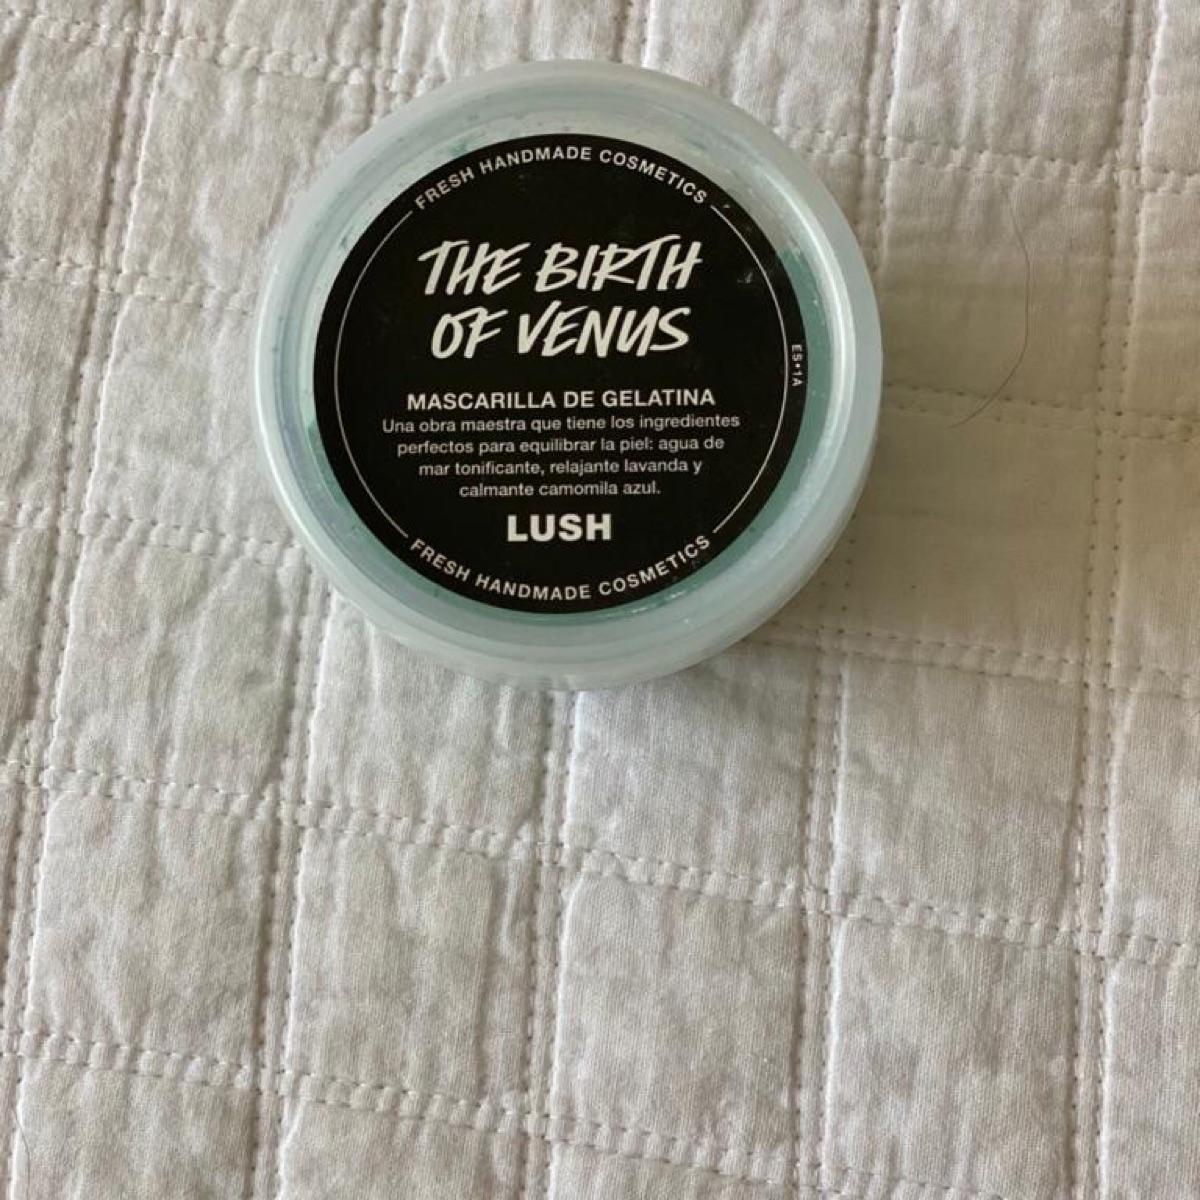 FRESH HANDMADE COSMETICS
THE BIRTH
OF VENUS
MASCARILLA DE GELATINA
Una obra maestra que tiene los ingredientes
perfectos para equilibrar la piel: agua de
mar tonificante, relajante lavanda y
calmante camomila azul.
LUSH
FRESH HANDMADE COSMETICS
ES•1A